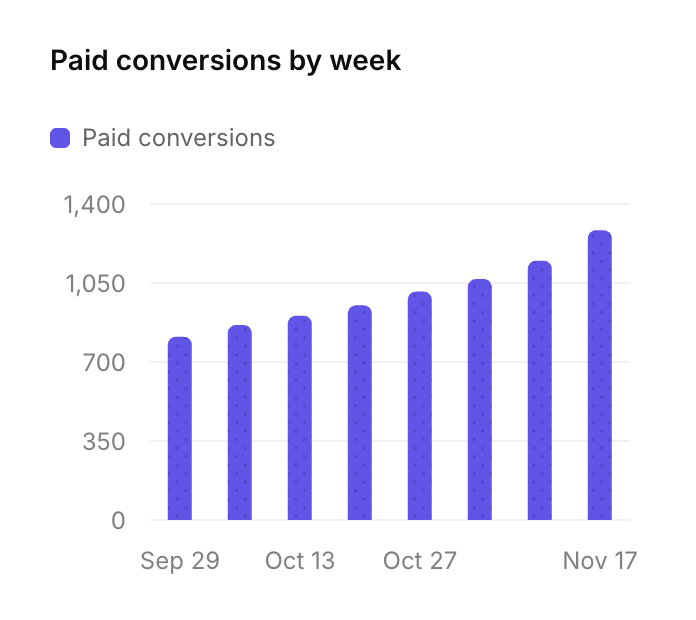 Paid conversions by week
Paid conversions
1,400
1,050
700
350
0
Sep 29 Oct 13 Oct 27 Nov 17